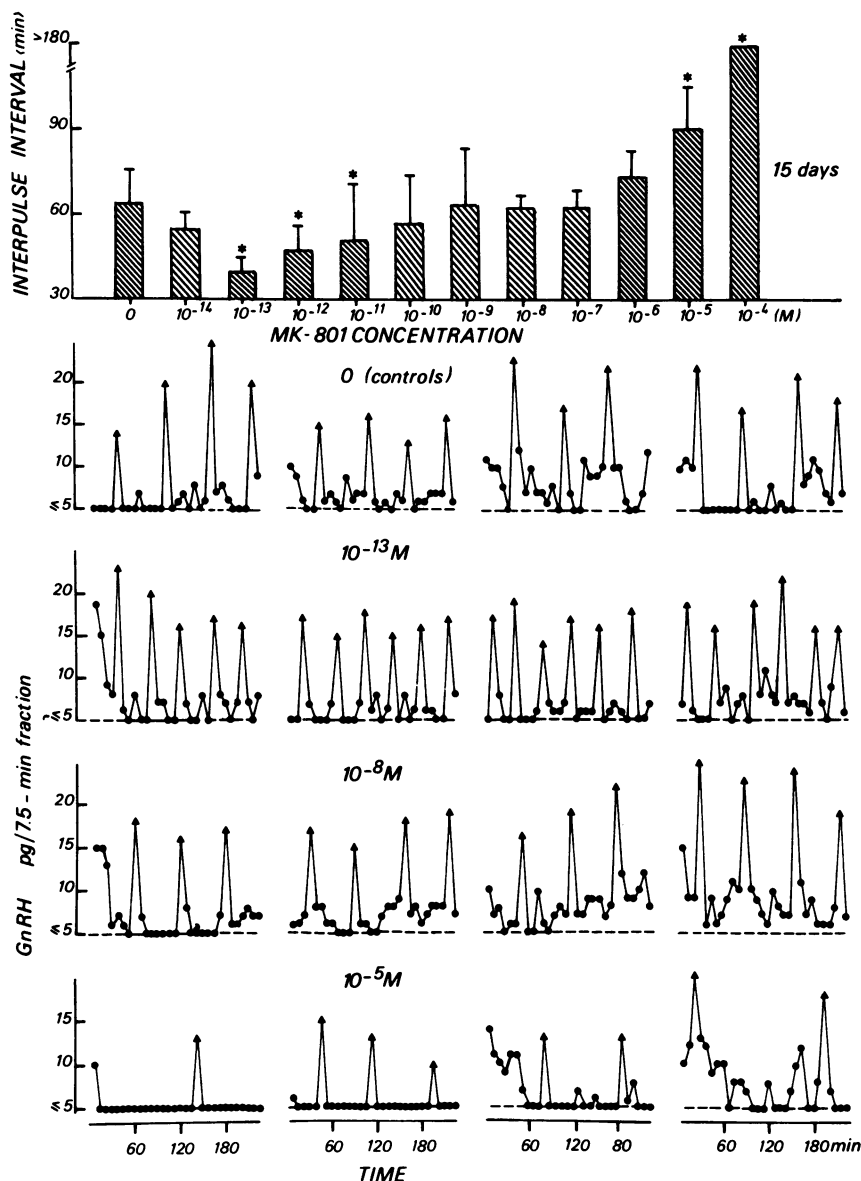 INTERPULSE INTERVAL (min)
>180
90
60
30
* * * * *
15 days
0 10-14 10-13 10-12 10-11 10-10 10-9 10-8 10-7 10-6 10-5 10-4 (M)
MK-801 CONCENTRATION
0 (controls)
20
15
10
≤5
10-13M
20
15
10
≤5
10-8M
20
15
10
≤5
10-5M
15
10
≤5
GnRH pg/7.5-min fraction
60 120 180 60 120 180 60 120 80 60 120 180min
TIME